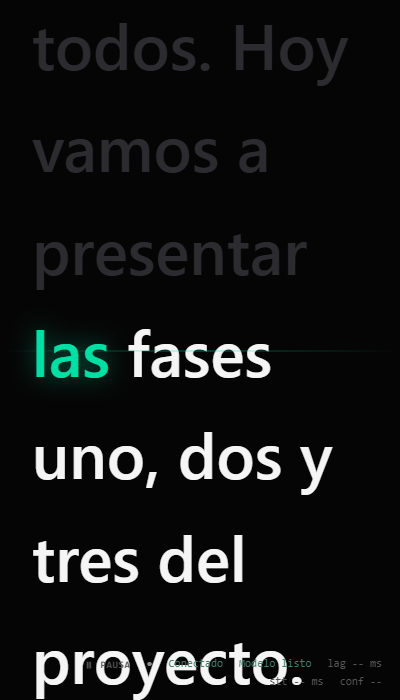 todos. Hoy
vamos a
presentar
las fases
uno, dos y
tres del
proyecto.
⏸ PAUSA • Conectado Modelo listo lag -- ms
stt -- ms conf --